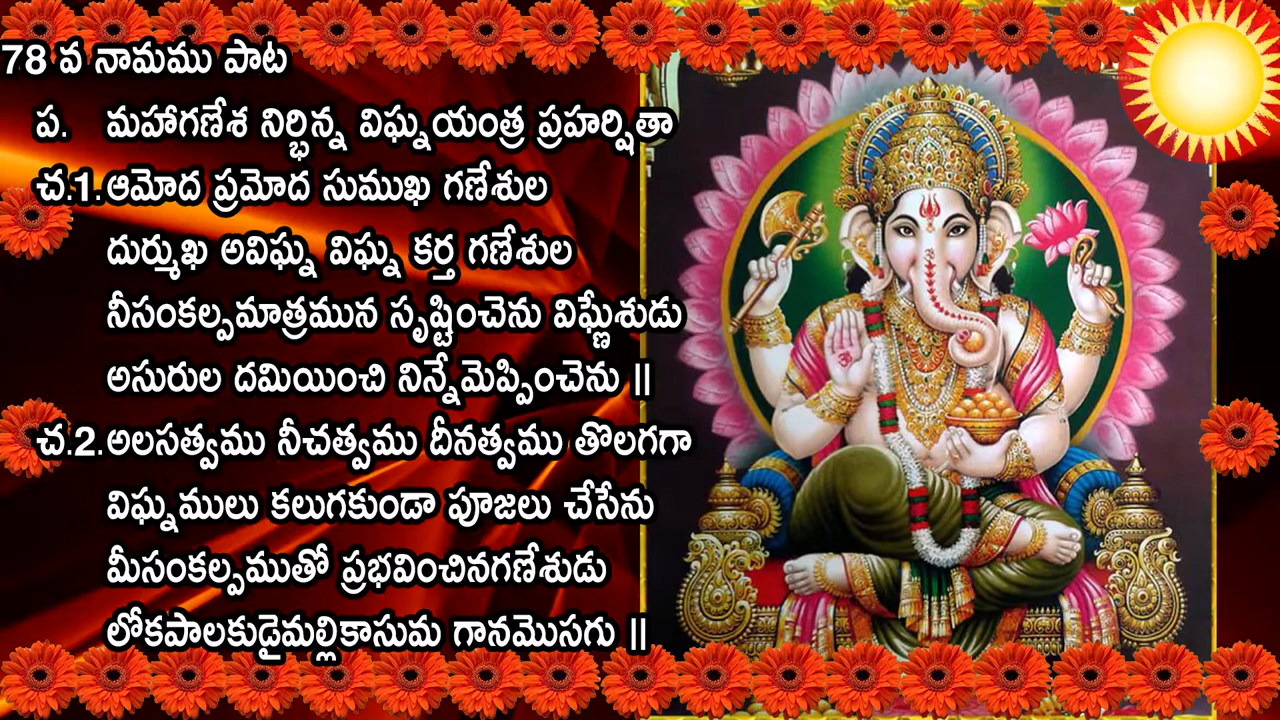 78 వ నామము పాట
ప. మహాగణేశ నిర్భిన్న విఘ్నయంత్ర ప్రహర్షితా
చ.1. ఆమోద ప్రమోద సుముఖ గణేశుల
దుర్ముఖ అవిఘ్న విఘ్న కర్త గణేశుల
నీసంకల్పమాత్రమున సృష్టించెను విఘ్ణేశుడు
అసురుల దమియించి నిన్నేమెప్పించెను ||
చ.2. అలసత్వము నీచత్వము దీనత్వము తొలగగా
విఘ్నములు కలుగకుండా పూజలు చేసేను
మీసంకల్పముతో ప్రభవించినగణేశుడు
లోకపాలకుడైమల్లికాసుమ గానమొసగు ||